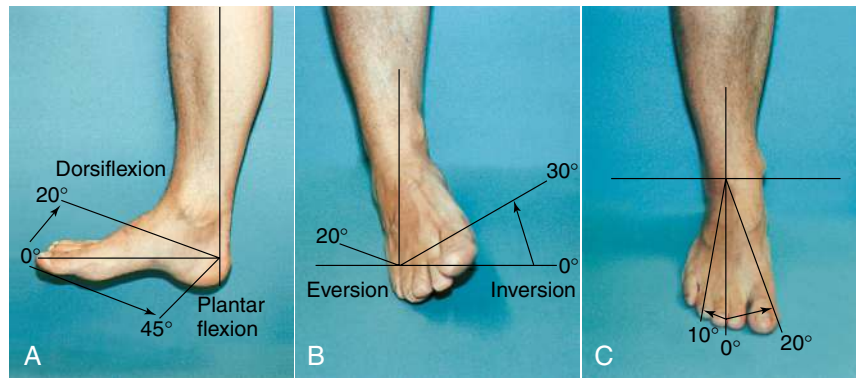 Dorsiflexion
20°
0°
Plantar
flexion
45°
A
30°
20°
0°
Eversion
Inversion
B
10°
0°
20°
C